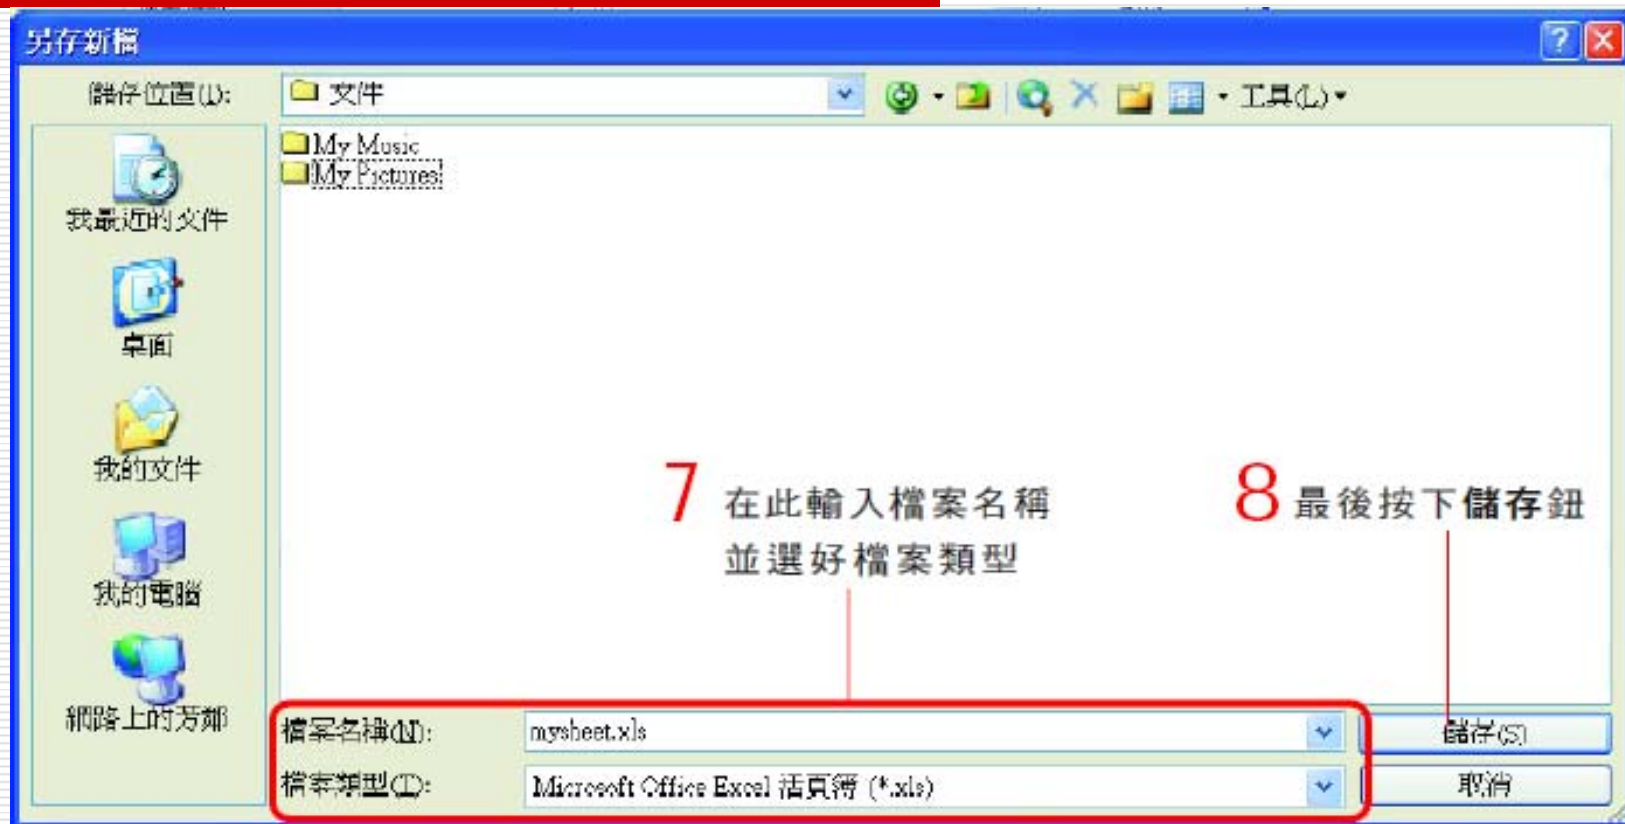 另存新檔
儲存位置(I): 文件 工具(L)
My Music
My Pictures
我最近的文件
桌面
我的文件
我的電腦
網路上的芳鄰
7 在此輸入檔案名稱
並選好檔案類型
8 最後按下儲存鈕
檔案名稱(N): mysheet.xls 儲存(S)
檔案類型(T): Microsoft Office Excel 活頁簿 (*.xls) 取消